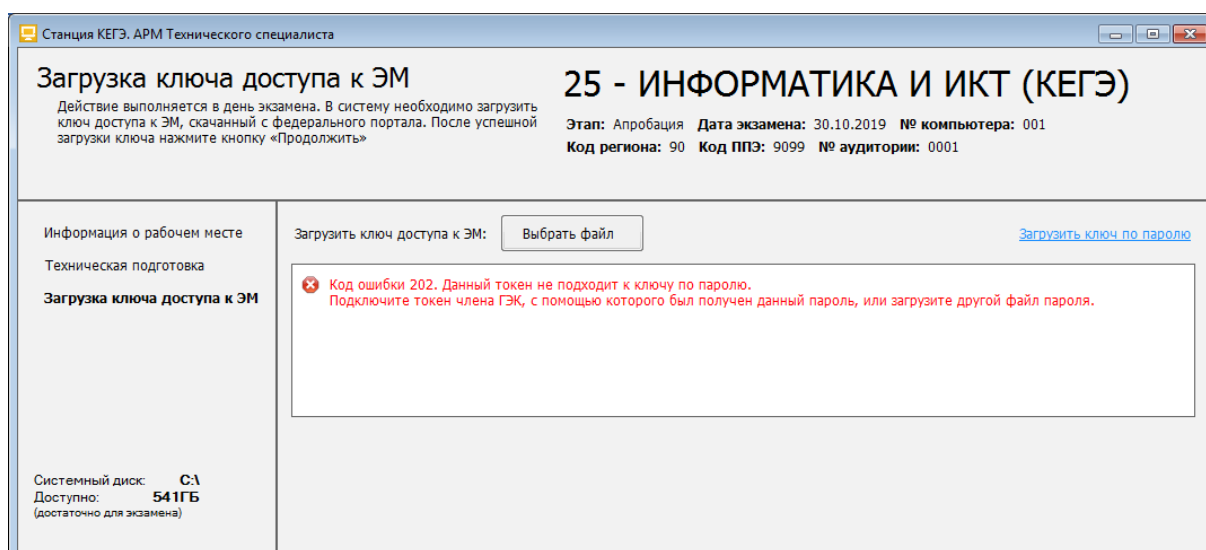 Станция КЕГЭ. АРМ Технического специалиста
Загрузка ключа доступа к ЭМ
Действие выполняется в день экзамена. В систему необходимо загрузить
ключ доступа к ЭМ, скачанный с федерального портала. После успешной
загрузки ключа нажмите кнопку «Продолжить»
25 - ИНФОРМАТИКА И ИКТ (КЕГЭ)
Этап: Апробация Дата экзамена: 30.10.2019 № компьютера: 001
Код региона: 90 Код ППЭ: 9099 № аудитории: 0001
Информация о рабочем месте
Техническая подготовка
Загрузка ключа доступа к ЭМ
Загрузить ключ доступа к ЭМ: Выбрать файл Загрузить ключ по паролю
Код ошибки 202. Данный токен не подходит к ключу по паролю.
Подключите токен члена ГЭК, с помощью которого был получен данный пароль, или загрузите другой файл пароля.
Системный диск: C:\
Доступно: 541ГБ
(достаточно для экзамена)